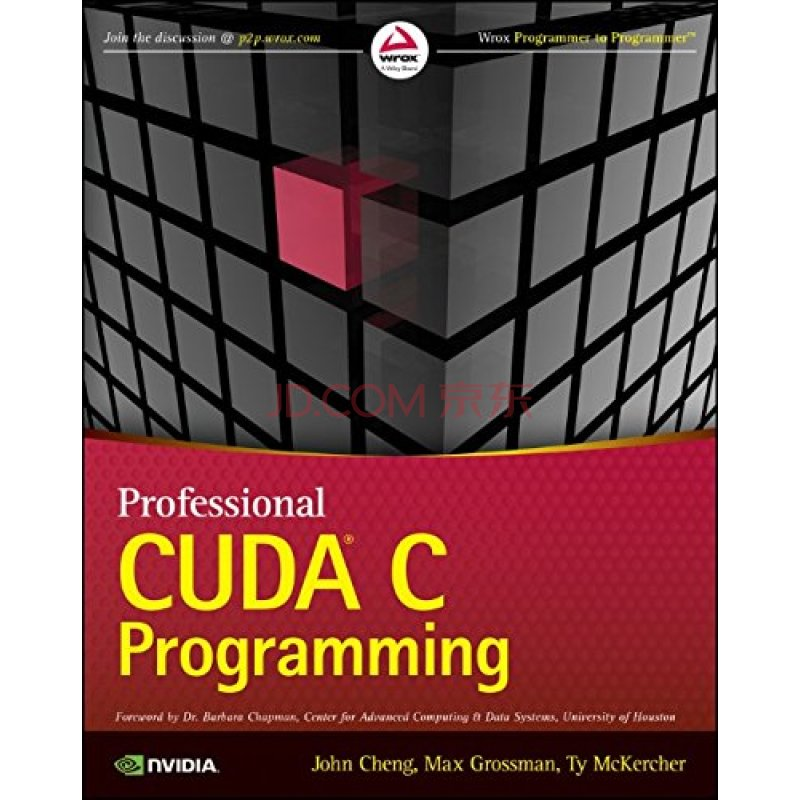 Join the discussion @ p2p.wrox.com
Wrox Programmer to Programmer™
wrox
A Wiley Brand
JD.COM 京东
Professional
CUDA® C
Programming
Foreword by Dr. Barbara Chapman, Center for Advanced Computing & Data Systems, University of Houston
NVIDIA.
John Cheng, Max Grossman, Ty McKercher